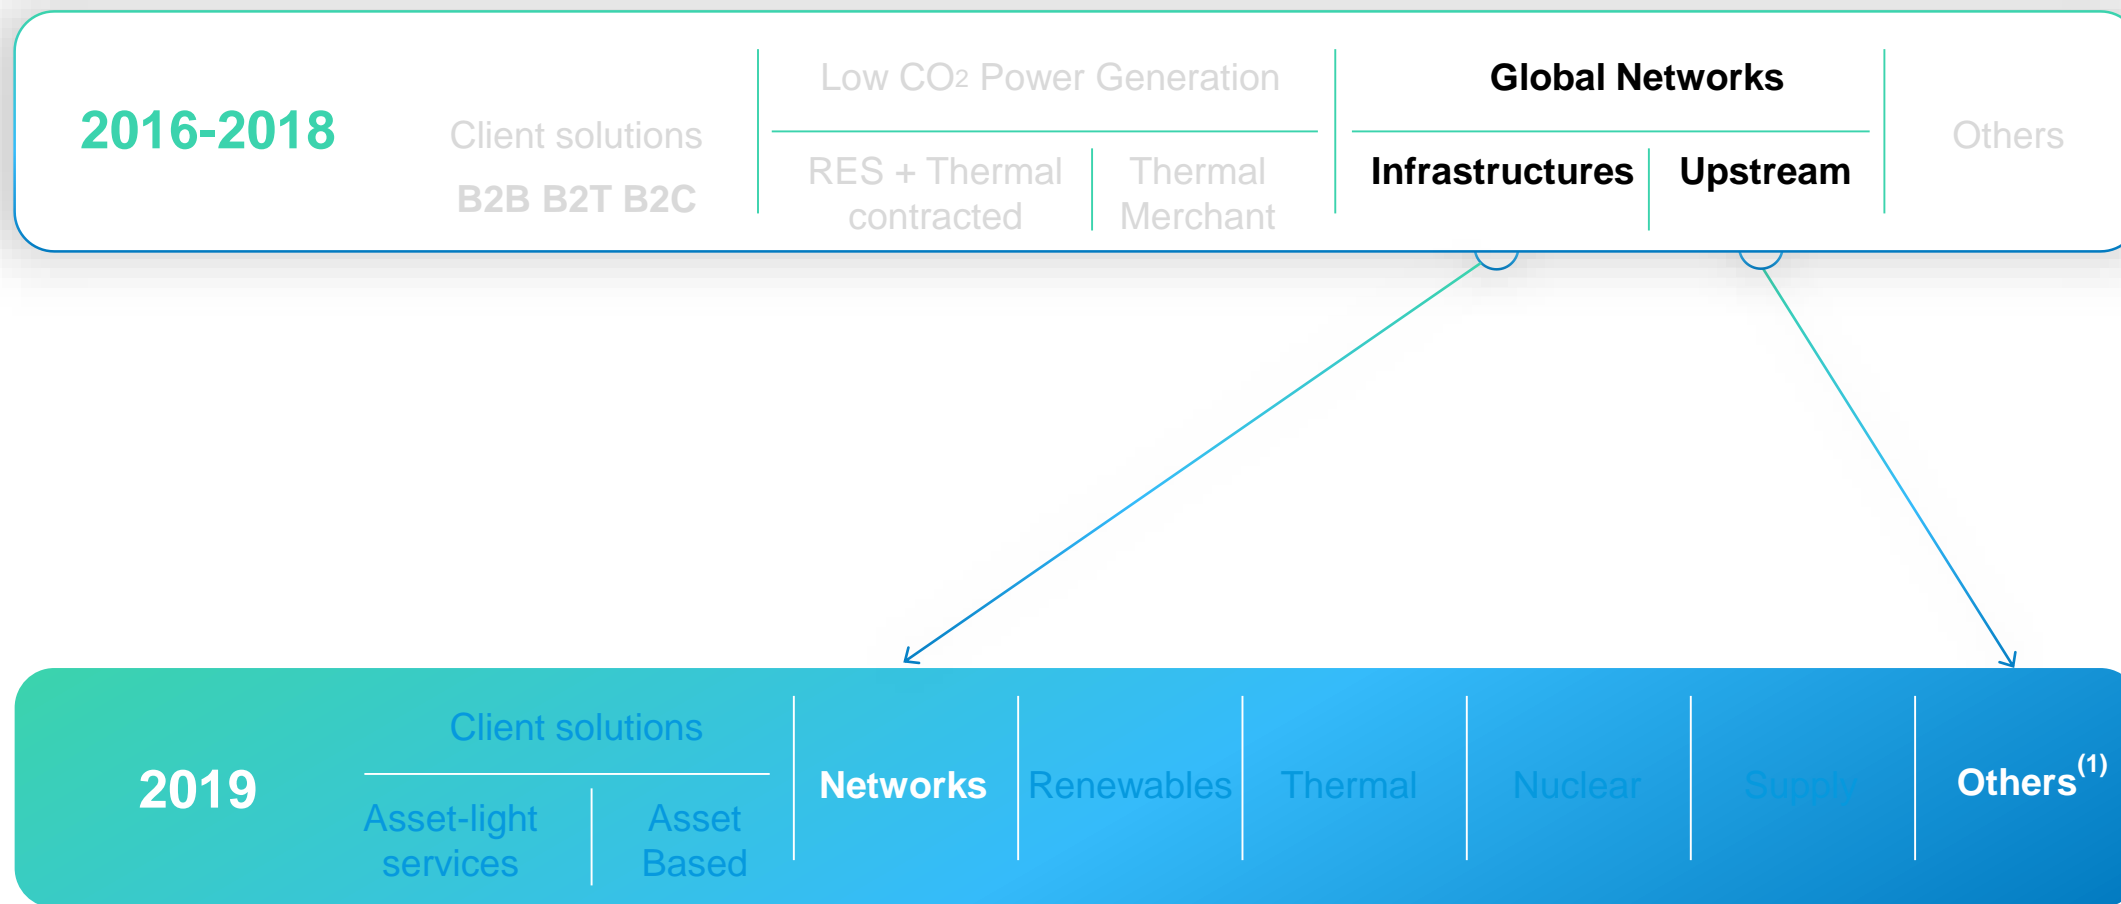 2016-2018
Client solutions
B2B B2T B2C
Low CO2 Power Generation
RES + Thermal
contracted
Thermal
Merchant
Global Networks
Infrastructures
Upstream
Others
2019
Client solutions
Asset-light
services
Asset
Based
Networks
Renewables
Thermal
Nuclear
Supply
Others(1)